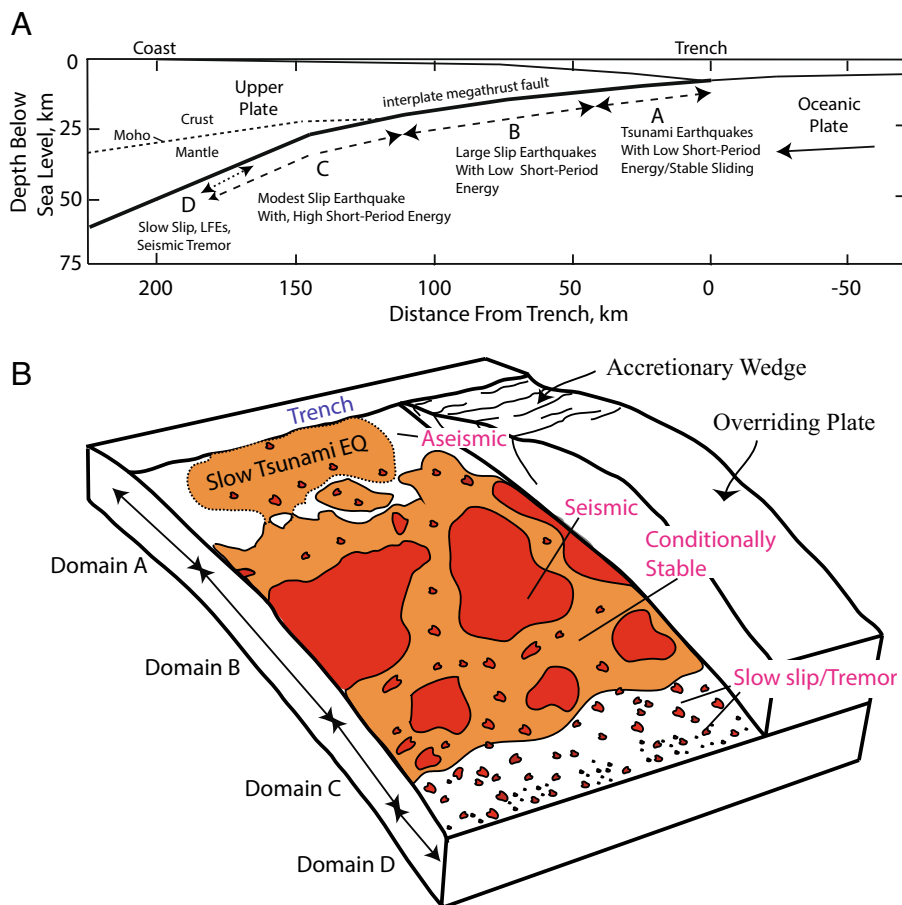 A
Coast
Trench
0
25
50
75
Depth Below
Sea Level, km
Upper
Plate
interplate megathrust fault
Oceanic
Plate
Crust
Moho
Mantle
A
Tsunami Earthquakes
With Low Short-Period
Energy/Stable Sliding
B
Large Slip Earthquakes
With Low Short-Period
Energy
C
Modest Slip Earthquake
With, High Short-Period Energy
D
Slow Slip, LFEs,
Seismic Tremor
200
150
100
50
0
-50
Distance From Trench, km
B
Accretionary Wedge
Trench
Overriding Plate
Aseismic
Slow Tsunami EQ
Seismic
Conditionally
Stable
Domain A
Domain B
Slow slip/Tremor
Domain C
Domain D